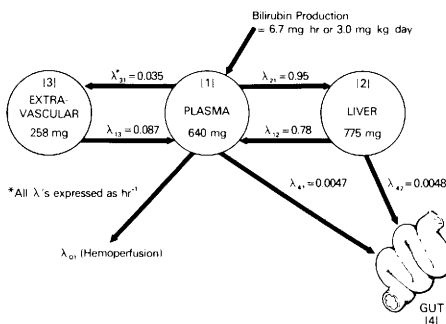 Bilirubin Production
= 6.7 mg hr or 3.0 mg kg day
|3|
λ*₃₁ = 0.035
|1|
λ₂₁ = 0.95
|2|
EXTRA-
VASCULAR
258 mg
PLASMA
640 mg
LIVER
775 mg
λ₁₃ = 0.087
λ₁₂ = 0.78
*All λ's expressed as hr⁻¹
λ₄₁=0.0047
λ₄₂=0.0048
λ₀₁ (Hemoperfusion)
GUT
|4|